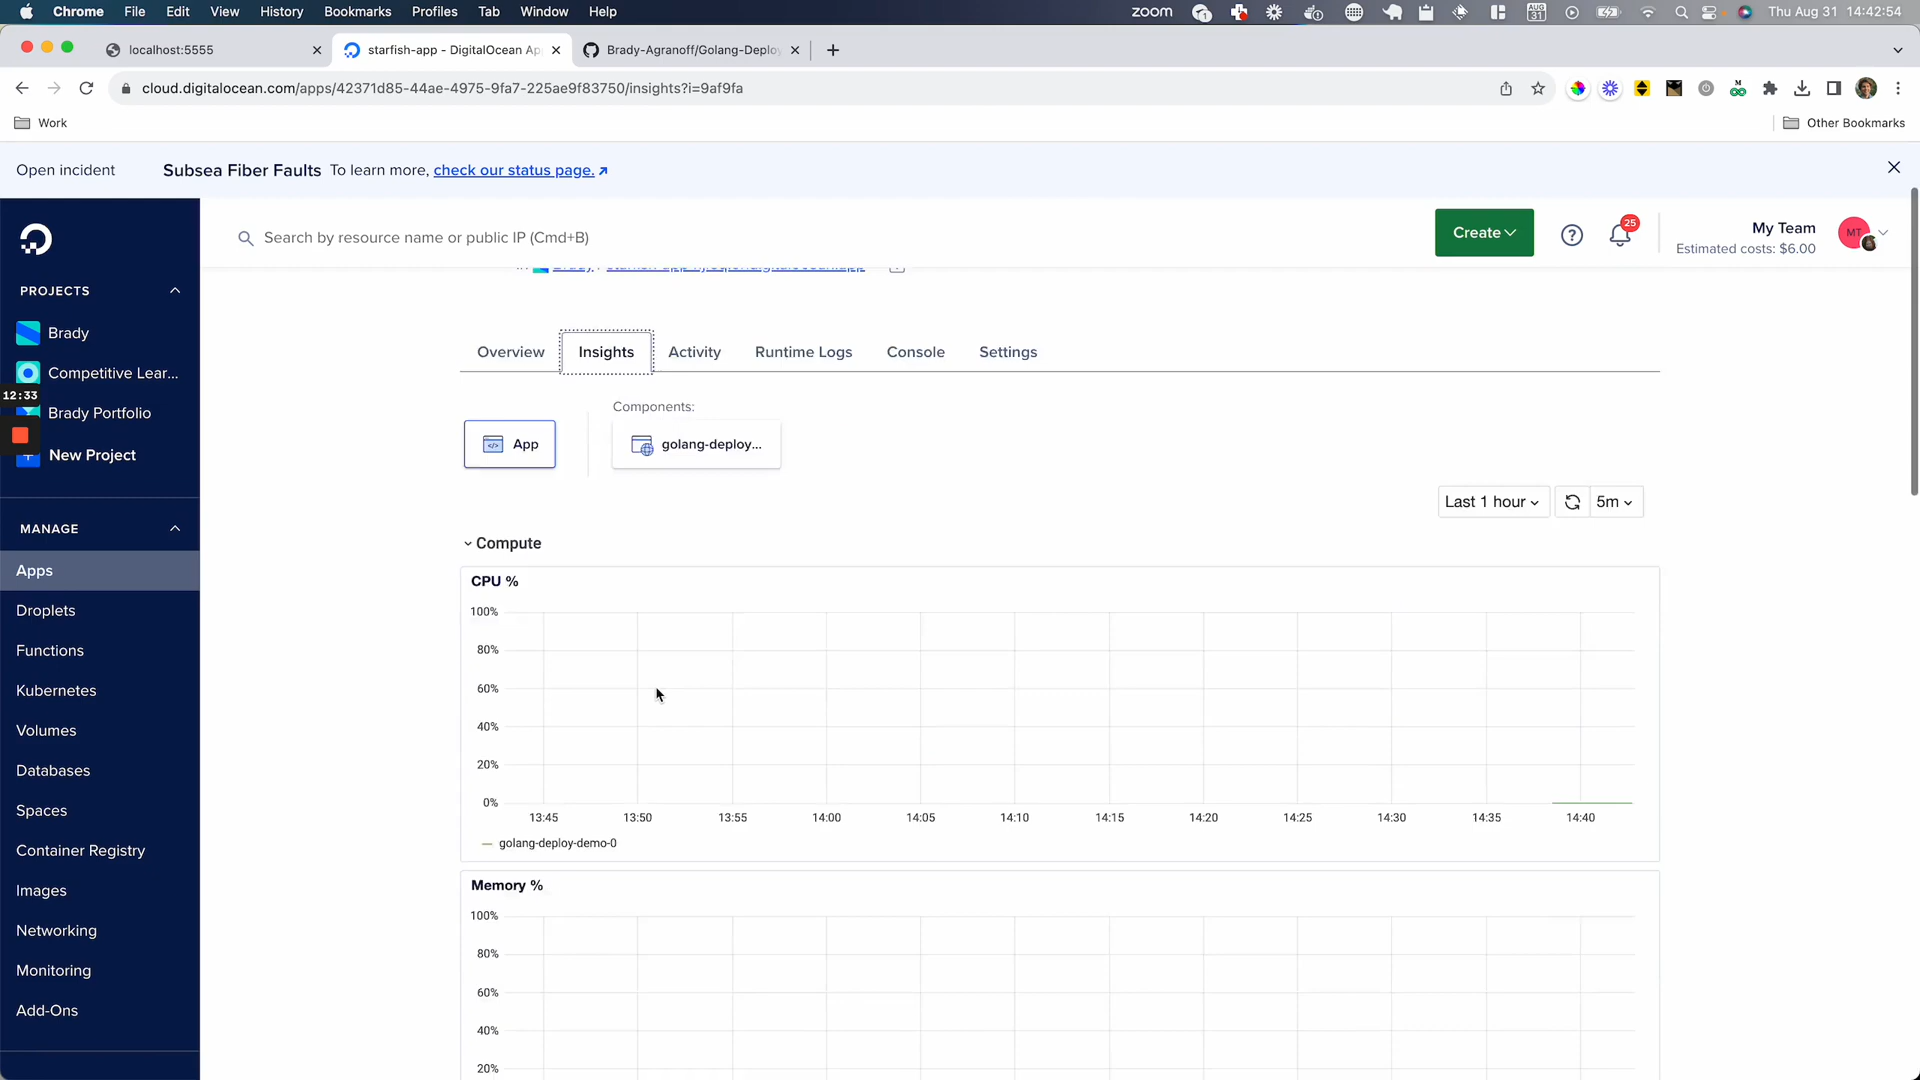 Chrome File Edit View History Bookmarks Profiles Tab Window Help zoom 1 AUG 31 Thu Aug 31 14:42:54
localhost:5555 starfish-app - DigitalOcean Ap Brady-Agranoff/Golang-Deploy
cloud.digitalocean.com/apps/42371d85-44ae-4975-9fa7-225ae9f83750/insights?i=9af9fa
Work Other Bookmarks
Open incident Subsea Fiber Faults To learn more, check our status page.
Search by resource name or public IP (Cmd+B)
Create
25
My Team
Estimated costs: $6.00
MT
PROJECTS
Brady
Competitive Lear...
12:33
Brady Portfolio
New Project
MANAGE
Apps
Droplets
Functions
Kubernetes
Volumes
Databases
Spaces
Container Registry
Images
Networking
Monitoring
Add-Ons
Overview Insights Activity Runtime Logs Console Settings
Components:
App golang-deploy...
Last 1 hour 5m
Compute
CPU %
100%
80%
60%
40%
20%
0%
13:45 13:50 13:55 14:00 14:05 14:10 14:15 14:20 14:25 14:30 14:35 14:40
golang-deploy-demo-0
Memory %
100%
80%
60%
40%
20%